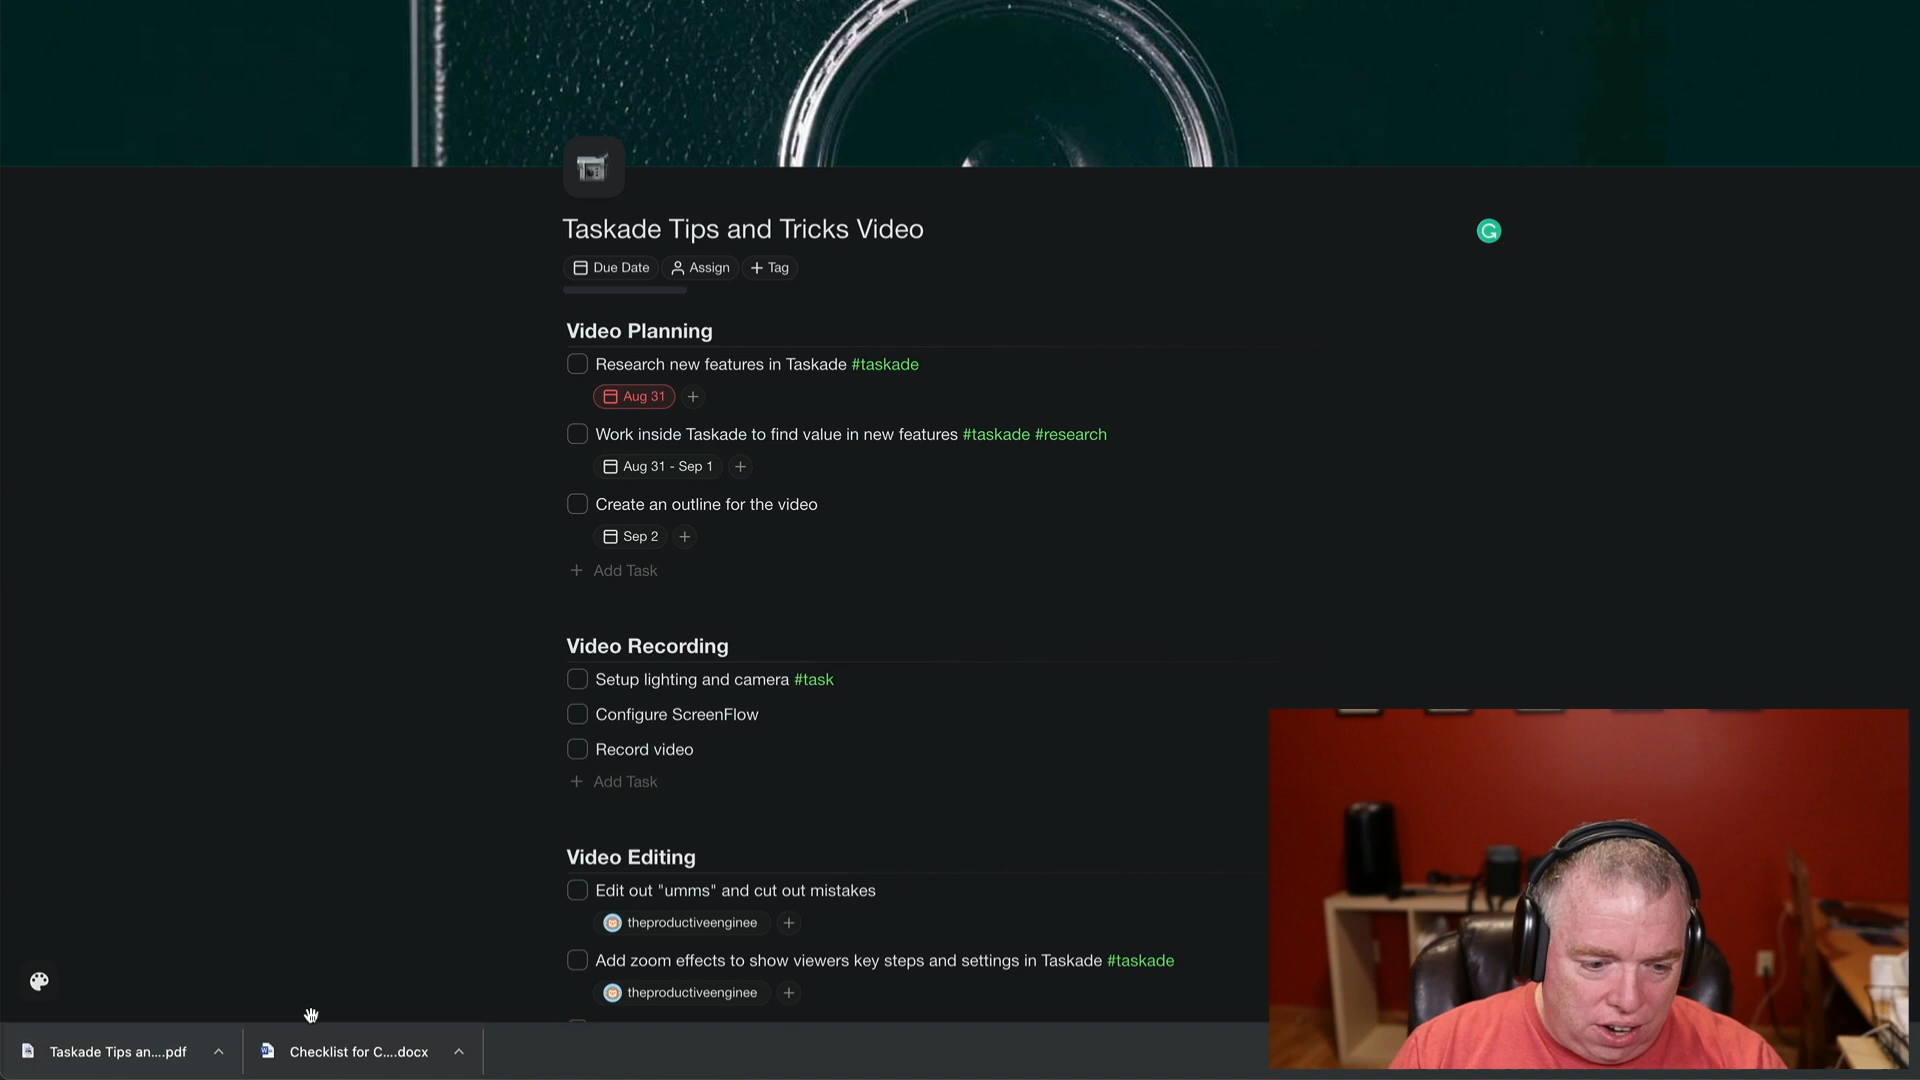 Taskade Tips and Tricks Video
Due Date Assign + Tag
Video Planning
Research new features in Taskade #taskade
Aug 31 +
Work inside Taskade to find value in new features #taskade #research
Aug 31 - Sep 1 +
Create an outline for the video
Sep 2 +
+ Add Task
Video Recording
Setup lighting and camera #task
Configure ScreenFlow
Record video
+ Add Task
Video Editing
Edit out "umms" and cut out mistakes
theproductiveenginee +
Add zoom effects to show viewers key steps and settings in Taskade #taskade
theproductiveenginee +
Taskade Tips an....pdf
Checklist for C....docx